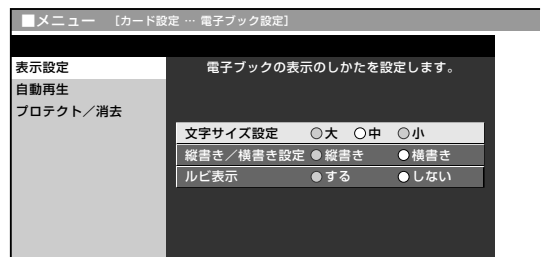 ■メニュー [カード設定 … 電子ブック設定]
表示設定
自動再生
プロテクト／消去
電子ブックの表示のしかたを設定します。
文字サイズ設定 ○大 ○中 ○小
縦書き／横書き設定 ●縦書き ○横書き
ルビ表示 ●する ○しない